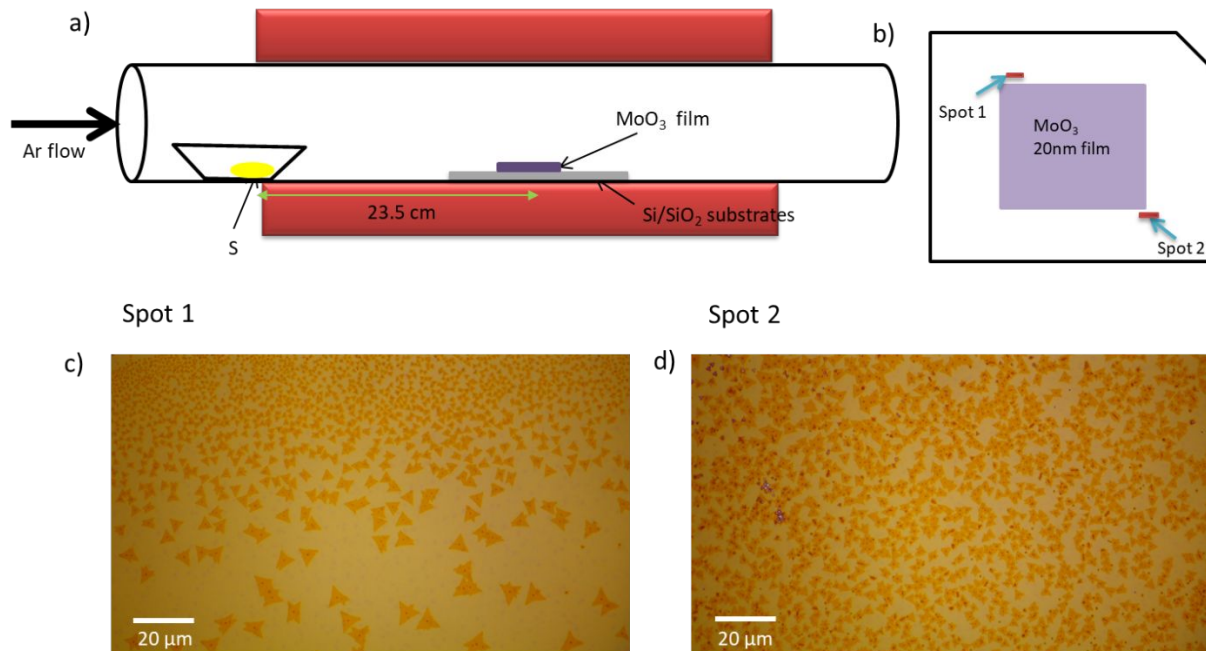 a)
Ar flow
S
23.5 cm
MoO₃ film
Si/SiO₂ substrates
b)
Spot 1
MoO₃
20nm film
Spot 2
Spot 1
Spot 2
c)
20 µm
d)
20 µm